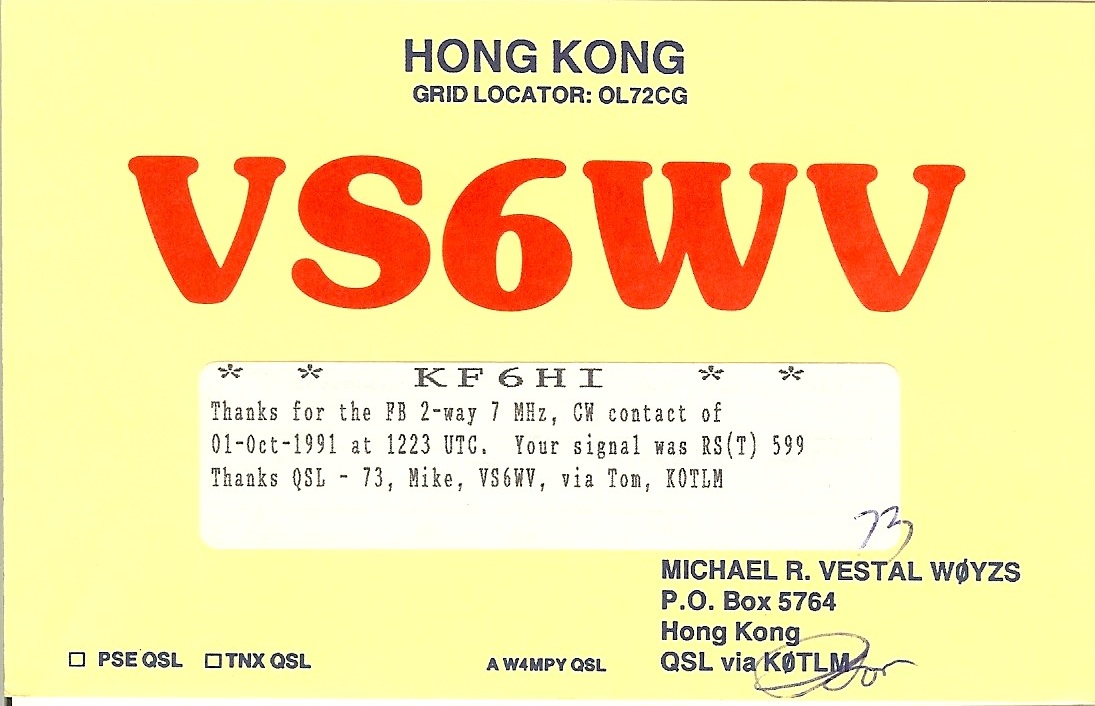 HONG KONG
GRID LOCATOR: OL72CG
VS6WV
* * KF6HI * *
Thanks for the FB 2-way 7 MHz, CW contact of
01-Oct-1991 at 1223 UTC. Your signal was RS(T) 599
Thanks QSL - 73, Mike, VS6WV, via Tom, K0TLM
73
MICHAEL R. VESTAL WØYZS
P.O. Box 5764
Hong Kong
QSL via KØTLM
☐ PSE QSL ☐ TNX QSL
A W4MPY QSL